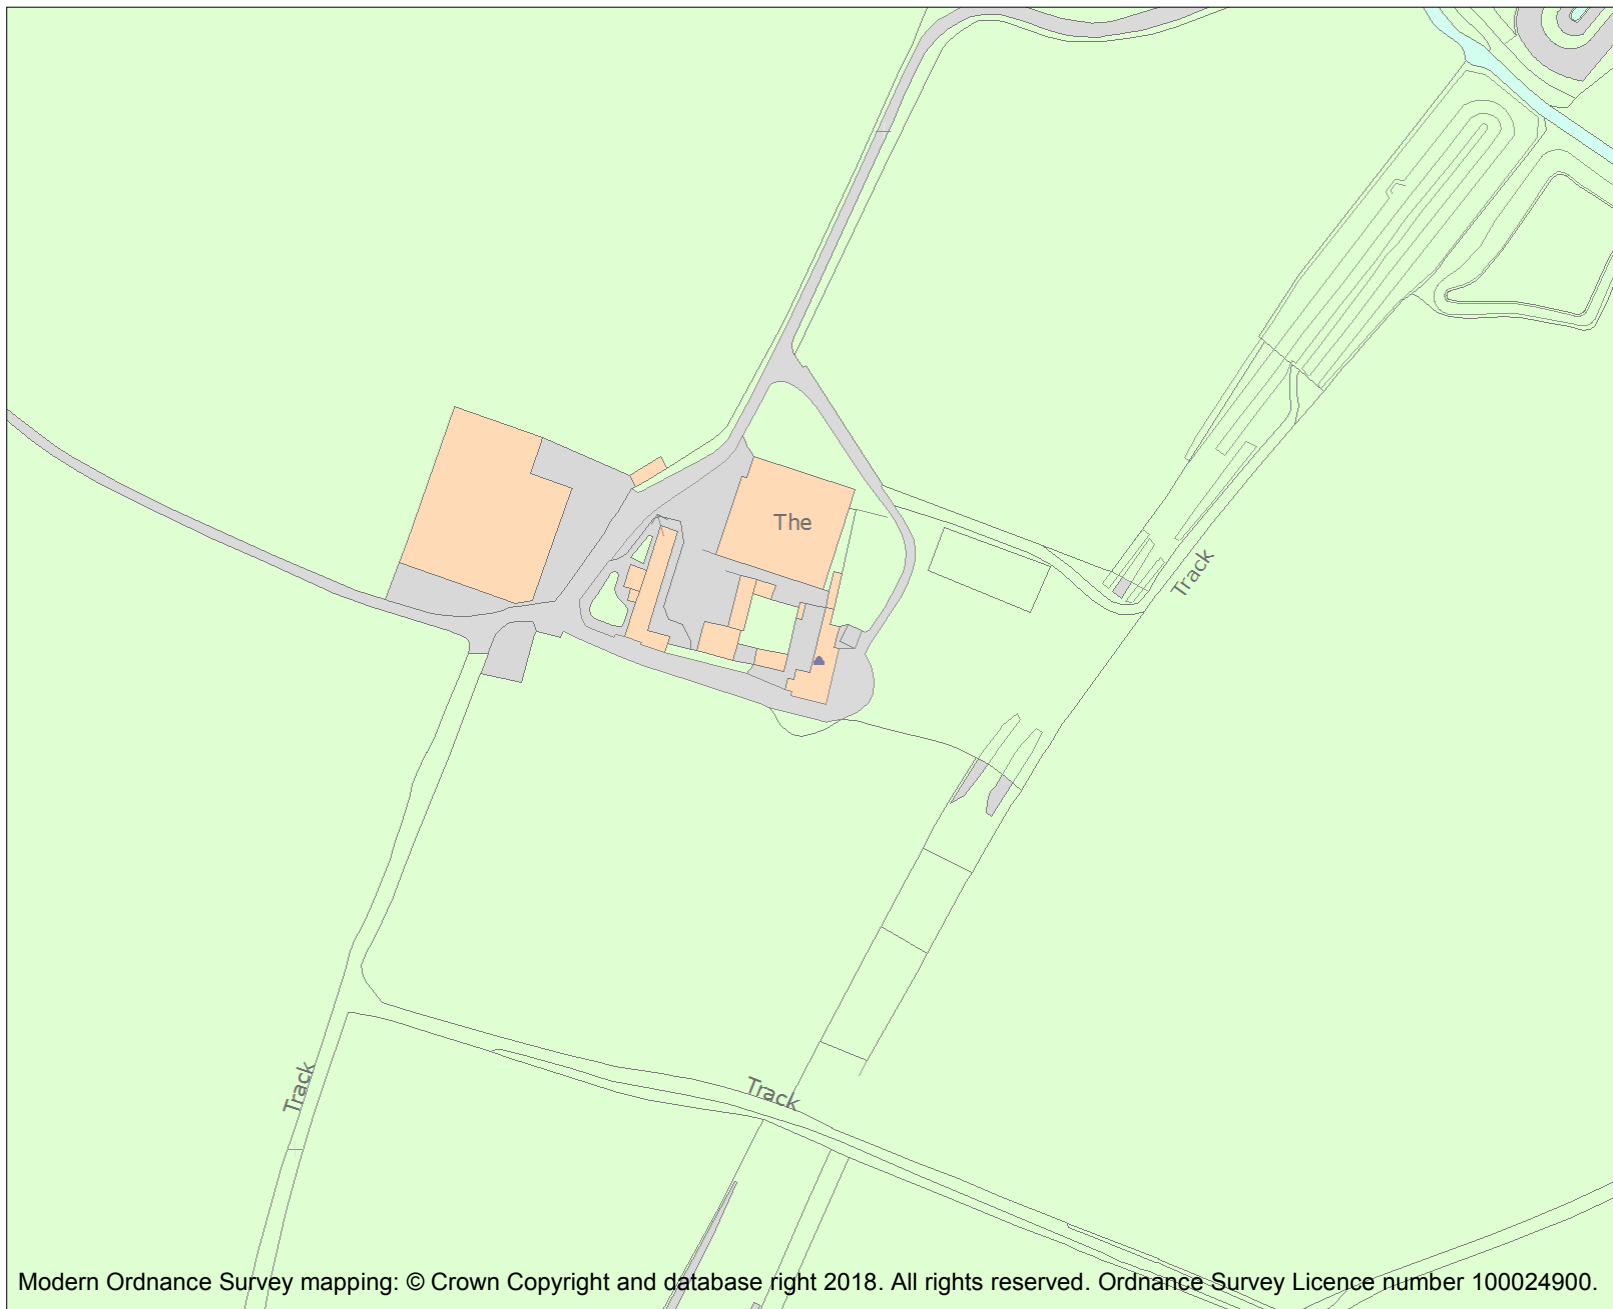 The
Track
Track
Track
Modern Ordnance Survey mapping: © Crown Copyright and database right 2018. All rights reserved. Ordnance Survey Licence number 100024900.